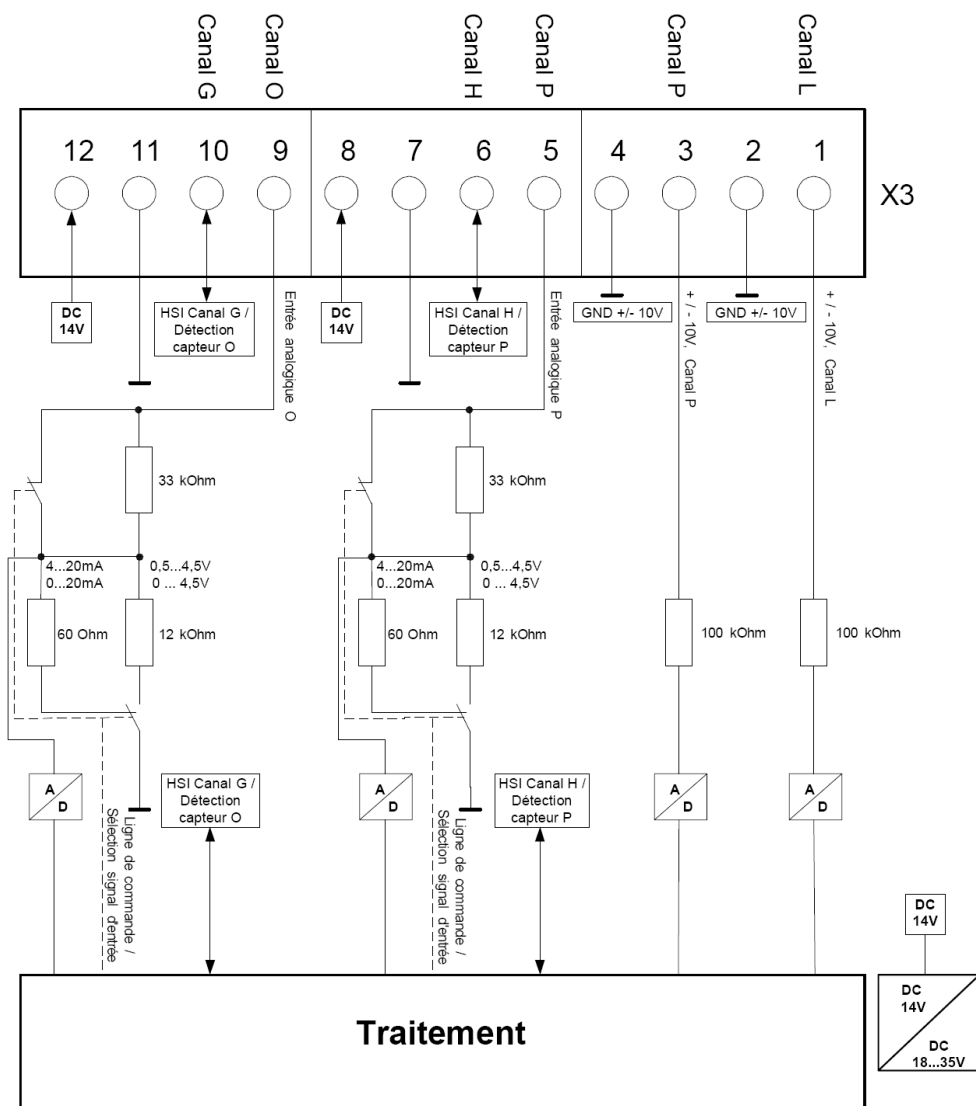 Canal G
Canal O
Canal H
Canal P
Canal P
Canal L
12
11
10
9
8
7
6
5
4
3
2
1
X3
DC
14V
HSI Canal G /
Détection
capteur O
Entrée analogique O
DC
14V
HSI Canal H /
Détection
capteur P
Entrée analogique P
GND +/- 10V
+ / - 10V, Canal P
GND +/- 10V
+ / - 10V, Canal L
33 kOhm
33 kOhm
4...20mA
0...20mA
0,5...4,5V
0 ... 4,5V
4...20mA
0...20mA
0,5...4,5V
0 ... 4,5V
60 Ohm
12 kOhm
60 Ohm
12 kOhm
100 kOhm
100 kOhm
A
D
HSI Canal G /
Détection
capteur O
A
D
HSI Canal H /
Détection
capteur P
A
D
A
D
Ligne de commande /
Sélection signal d'entrée
Ligne de commande /
Sélection signal d'entrée
DC
14V
DC
14V
DC
18...35V
Traitement